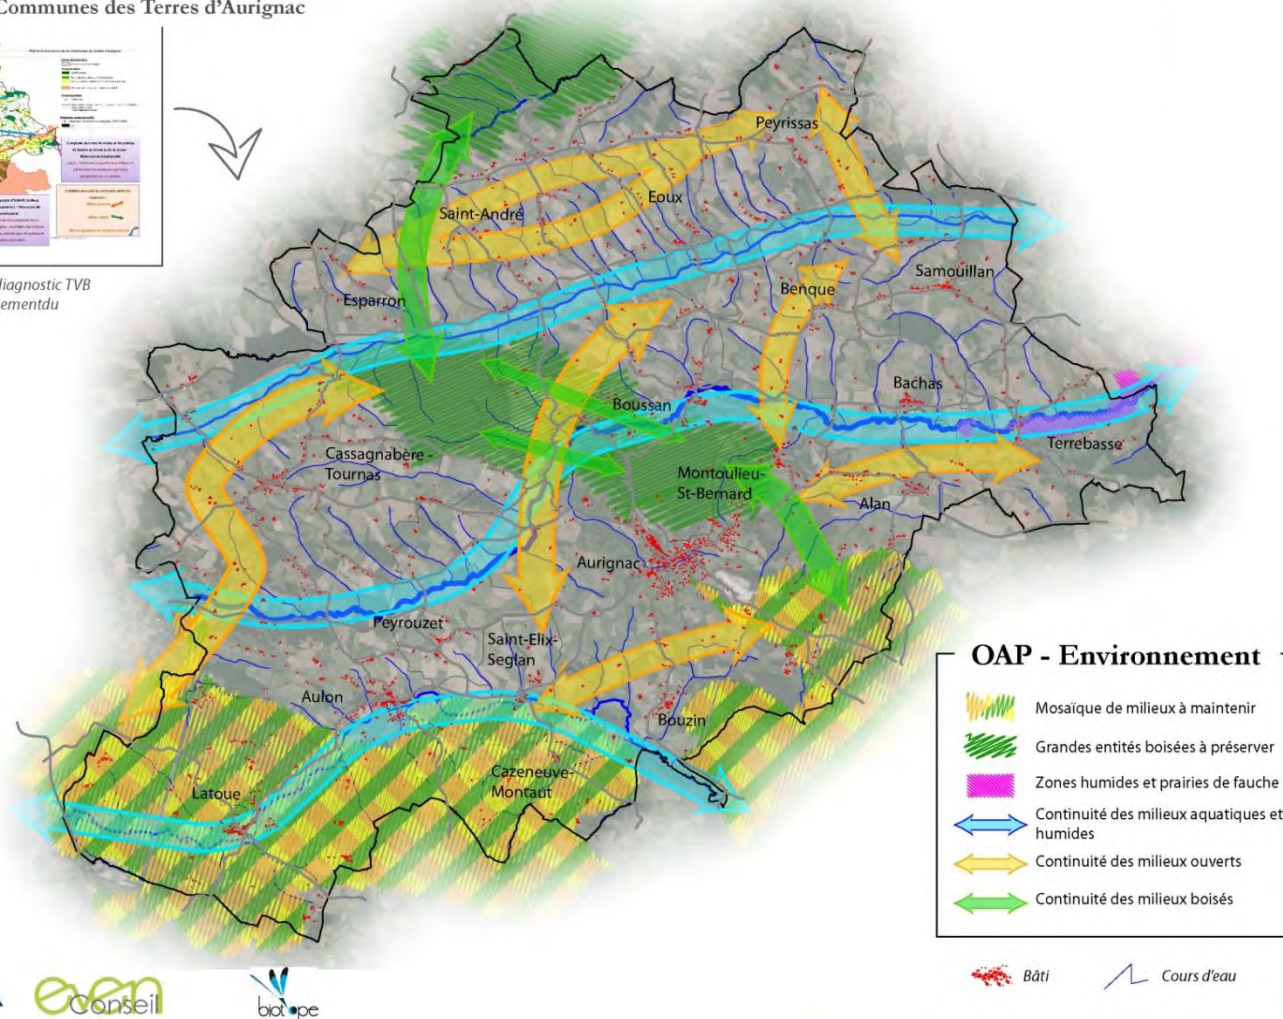 Communes des Terres d'Aurignac
diagnostic TVB
ementdu
Peyrissas
Eoux
Saint-André
Samouillan
Benque
Esparron
Bachas
Boussan
Terrebasse
Cassagnabère -
Tournas
Montoulieu-
St-Bernard
Alan
Aurignac
Peyrouzet
Saint-Elix-
Seglan
Aulon
Bouzin
Cazeneuve-
Montaut
Latoue
OAP - Environnement
Mosaïque de milieux à maintenir
Grandes entités boisées à préserver
Zones humides et prairies de fauche
Continuité des milieux aquatiques et
humides
Continuité des milieux ouverts
Continuité des milieux boisés
Bâti
Cours d'eau
even
Conseil
biotope